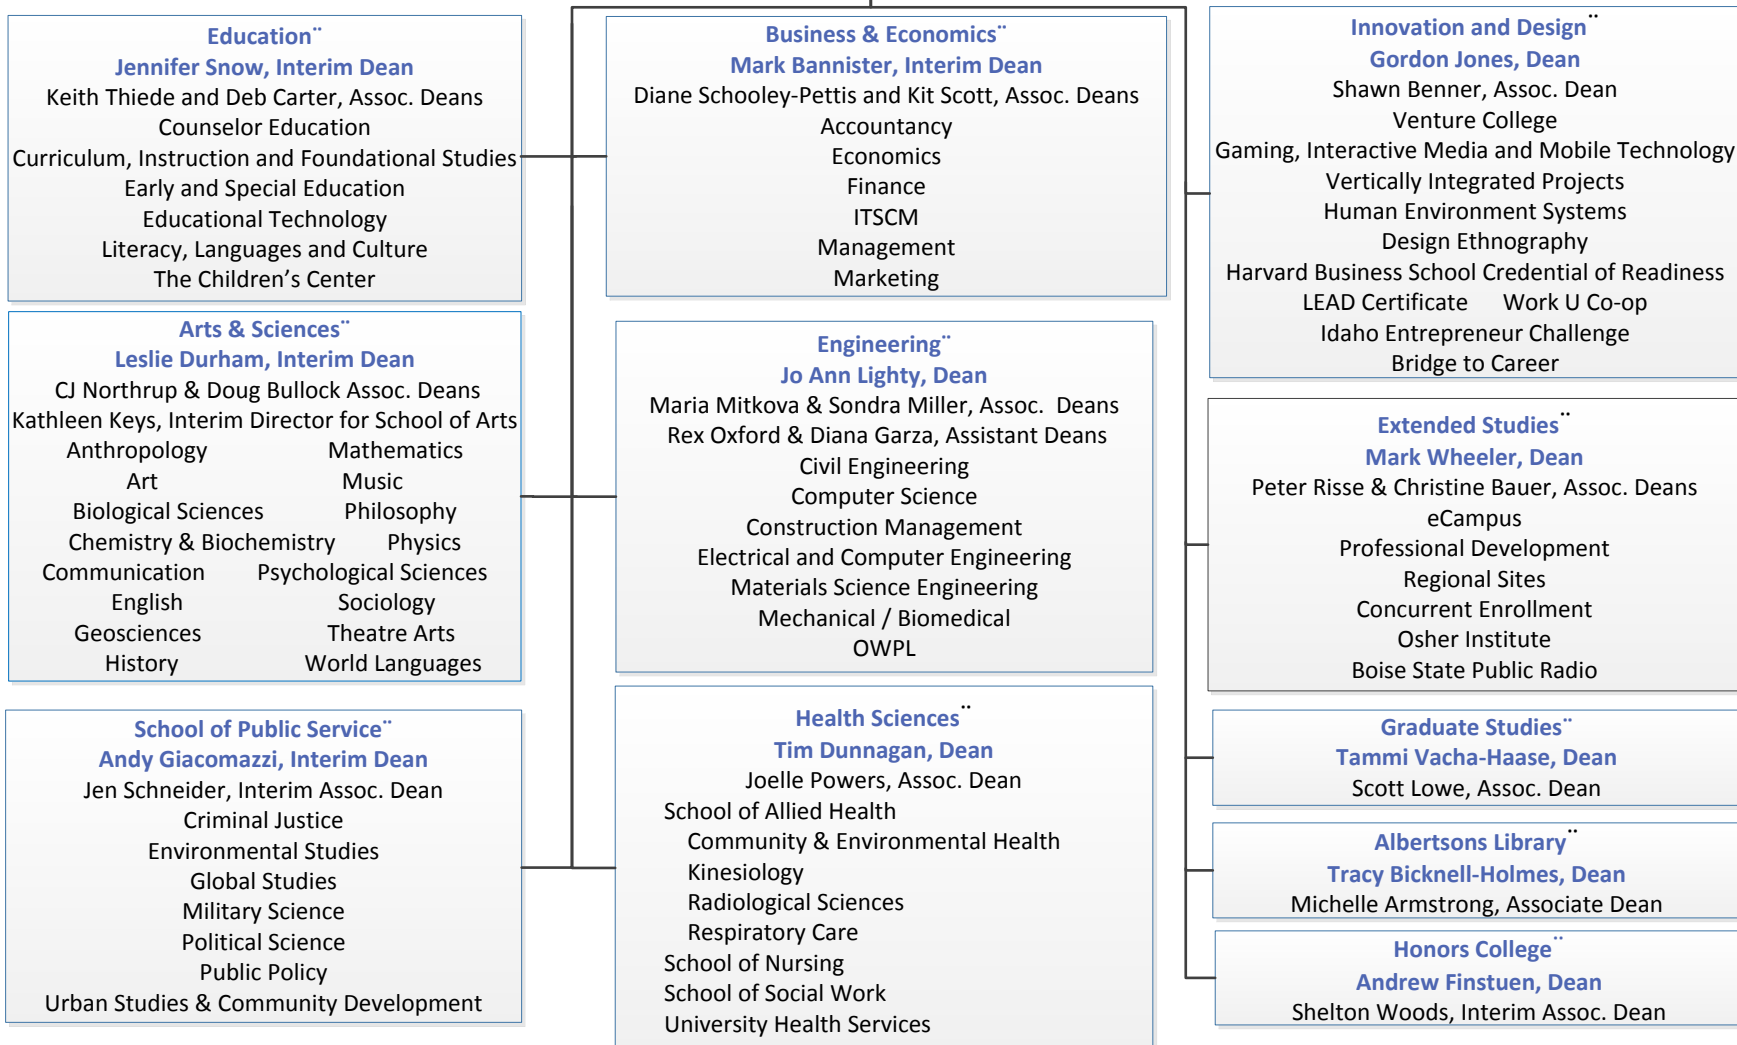 Education¨
Jennifer Snow, Interim Dean
Keith Thiede and Deb Carter, Assoc. Deans
Counselor Education
Curriculum, Instruction and Foundational Studies
Early and Special Education
Educational Technology
Literacy, Languages and Culture
The Children’s Center
Arts & Sciences¨
Leslie Durham, Interim Dean
CJ Northrup & Doug Bullock Assoc. Deans
Kathleen Keys, Interim Director for School of Arts
Anthropology Mathematics
Art Music
Biological Sciences Philosophy
Chemistry & Biochemistry Physics
Communication Psychological Sciences
English Sociology
Geosciences Theatre Arts
History World Languages
School of Public Service¨
Andy Giacomazzi, Interim Dean
Jen Schneider, Interim Assoc. Dean
Criminal Justice
Environmental Studies
Global Studies
Military Science
Political Science
Public Policy
Urban Studies & Community Development
Business & Economics¨
Mark Bannister, Interim Dean
Diane Schooley-Pettis and Kit Scott, Assoc. Deans
Accountancy
Economics
Finance
ITSCM
Management
Marketing
Engineering¨
Jo Ann Lighty, Dean
Maria Mitkova & Sondra Miller, Assoc. Deans
Rex Oxford & Diana Garza, Assistant Deans
Civil Engineering
Computer Science
Construction Management
Electrical and Computer Engineering
Materials Science Engineering
Mechanical / Biomedical
OWPL
Health Sciences¨
Tim Dunnagan, Dean
Joelle Powers, Assoc. Dean
School of Allied Health
Community & Environmental Health
Kinesiology
Radiological Sciences
Respiratory Care
School of Nursing
School of Social Work
University Health Services
Innovation and Design¨
Gordon Jones, Dean
Shawn Benner, Assoc. Dean
Venture College
Gaming, Interactive Media and Mobile Technology
Vertically Integrated Projects
Human Environment Systems
Design Ethnography
Harvard Business School Credential of Readiness
LEAD Certificate Work U Co-op
Idaho Entrepreneur Challenge
Bridge to Career
Extended Studies¨
Mark Wheeler, Dean
Peter Risse & Christine Bauer, Assoc. Deans
eCampus
Professional Development
Regional Sites
Concurrent Enrollment
Osher Institute
Boise State Public Radio
Graduate Studies¨
Tammi Vacha-Haase, Dean
Scott Lowe, Assoc. Dean
Albertsons Library¨
Tracy Bicknell-Holmes, Dean
Michelle Armstrong, Associate Dean
Honors College¨
Andrew Finstuen, Dean
Shelton Woods, Interim Assoc. Dean